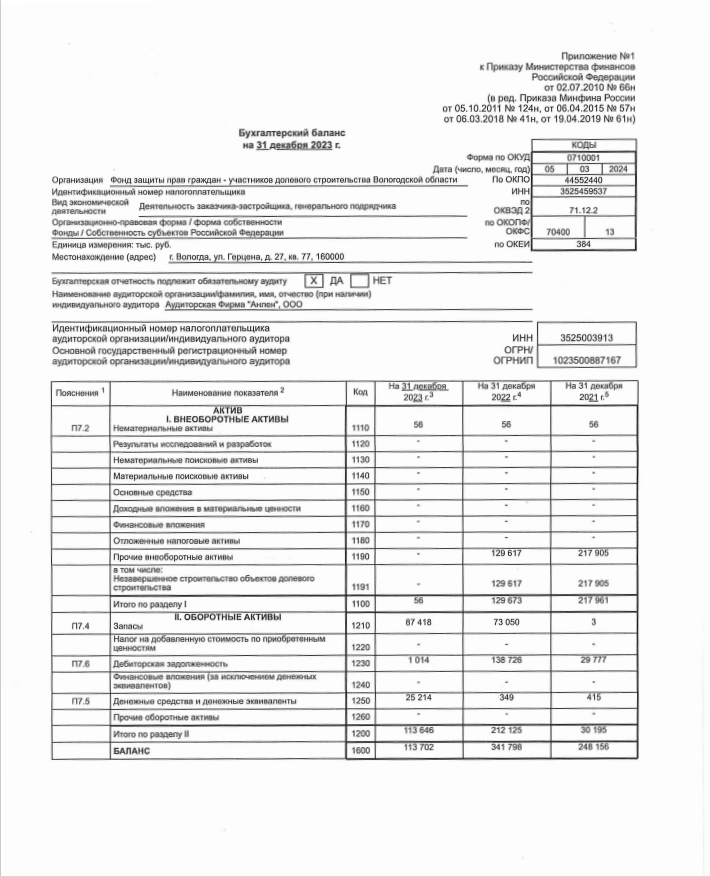 Приложение №1
к Приказу Министерства финансов
Российской Федерации
от 02.07.2010 № 66н
(в ред. Приказа Минфина России
от 05.10.2011 № 124н, от 06.04.2015 № 57н
от 06.03.2018 № 41н, от 19.04.2019 № 61н)
Бухгалтерский баланс
на 31 декабря 2023 г.
КОДЫ
Форма по ОКУД 0710001
Дата (число, месяц, год) 05 03 2024
Организация Фонд защиты прав граждан - участников долевого строительства Вологодской области По ОКПО 44552440
Идентификационный номер налогоплательщика ИНН 3525459537
Вид экономической деятельности Деятельность заказчика-застройщика, генерального подрядчика по ОКВЭД 2 71.12.2
Организационно-правовая форма / форма собственности
Фонды / Собственность субъектов Российской Федерации по ОКОПФ/ОКФС 70400 13
Единица измерения: тыс. руб. по ОКЕИ 384
Местонахождение (адрес) г. Вологда, ул. Герцена, д. 27, кв. 77, 160000
Бухгалтерская отчетность подлежит обязательному аудиту X ДА НЕТ
Наименование аудиторской организации/фамилия, имя, отчество (при наличии)
индивидуального аудитора Аудиторская Фирма "Анлен", ООО
Идентификационный номер налогоплательщика
аудиторской организации/индивидуального аудитора ИНН 3525003913
Основной государственный регистрационный номер
аудиторской организации/индивидуального аудитора ОГРН/ОГРНИП 1023500887167
Пояснения 1 Наименование показателя 2 Код На 31 декабря 2023 г.3 На 31 декабря 2022 г.4 На 31 декабря 2021 г.5
АКТИВ
I. ВНЕОБОРОТНЫЕ АКТИВЫ
П7.2 Нематериальные активы 1110 56 56 56
Результаты исследований и разработок 1120 - - -
Нематериальные поисковые активы 1130 - - -
Материальные поисковые активы 1140 - - -
Основные средства 1150 - - -
Доходные вложения в материальные ценности 1160 - - -
Финансовые вложения 1170 - - -
Отложенные налоговые активы 1180 - - -
Прочие внеоборотные активы 1190 - 129 617 217 905
в том числе:
Незавершенное строительство объектов долевого
строительства 1191 - 129 617 217 905
Итого по разделу I 1100 56 129 673 217 961
II. ОБОРОТНЫЕ АКТИВЫ
П7.4 Запасы 1210 87 418 73 050 3
Налог на добавленную стоимость по приобретенным
ценностям 1220 - - -
П7.6 Дебиторская задолженность 1230 1 014 138 726 29 777
Финансовые вложения (за исключением денежных
эквивалентов) 1240 - - -
П7.5 Денежные средства и денежные эквиваленты 1250 25 214 349 415
Прочие оборотные активы 1260 - - -
Итого по разделу II 1200 113 646 212 125 30 195
БАЛАНС 1600 113 702 341 798 248 156